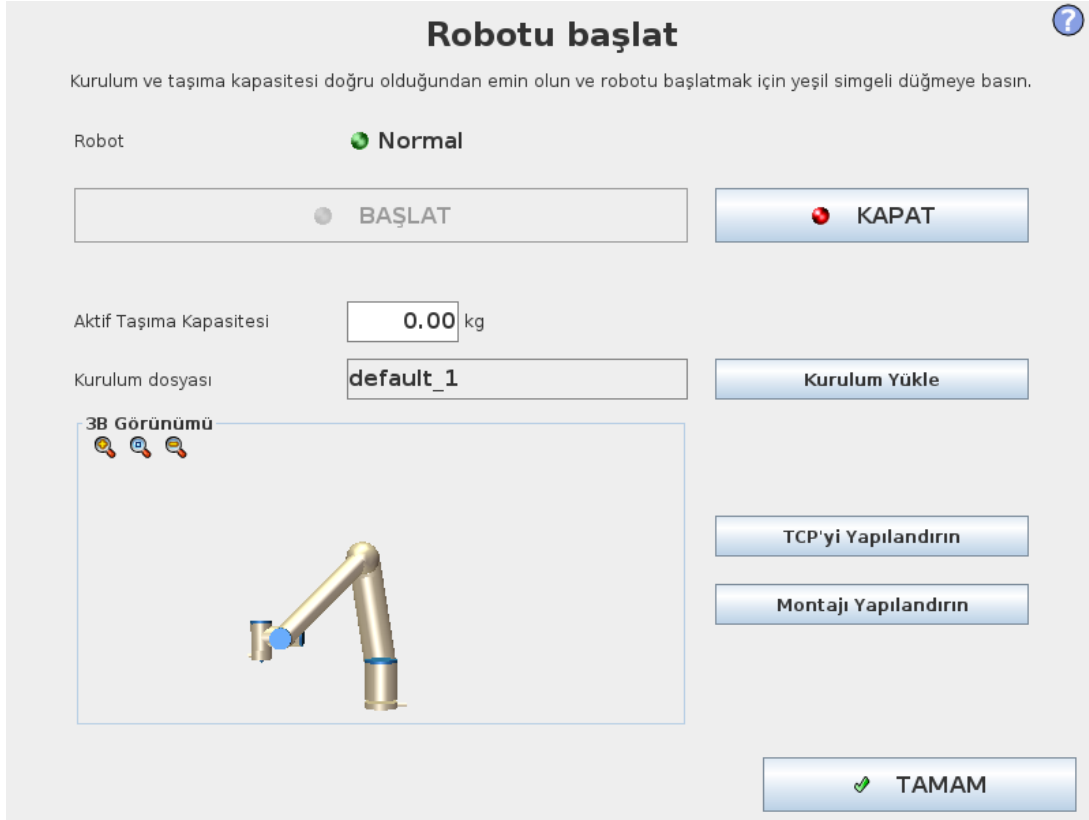 Robotu başlat
?
Kurulum ve taşıma kapasitesi doğru olduğundan emin olun ve robotu başlatmak için yeşil simgeli düğmeye basın.
Robot
Normal
BAŞLAT
KAPAT
Aktif Taşıma Kapasitesi
0.00 kg
Kurulum dosyası
default_1
Kurulum Yükle
3B Görünümü
TCP'yi Yapılandırın
Montajı Yapılandırın
TAMAM